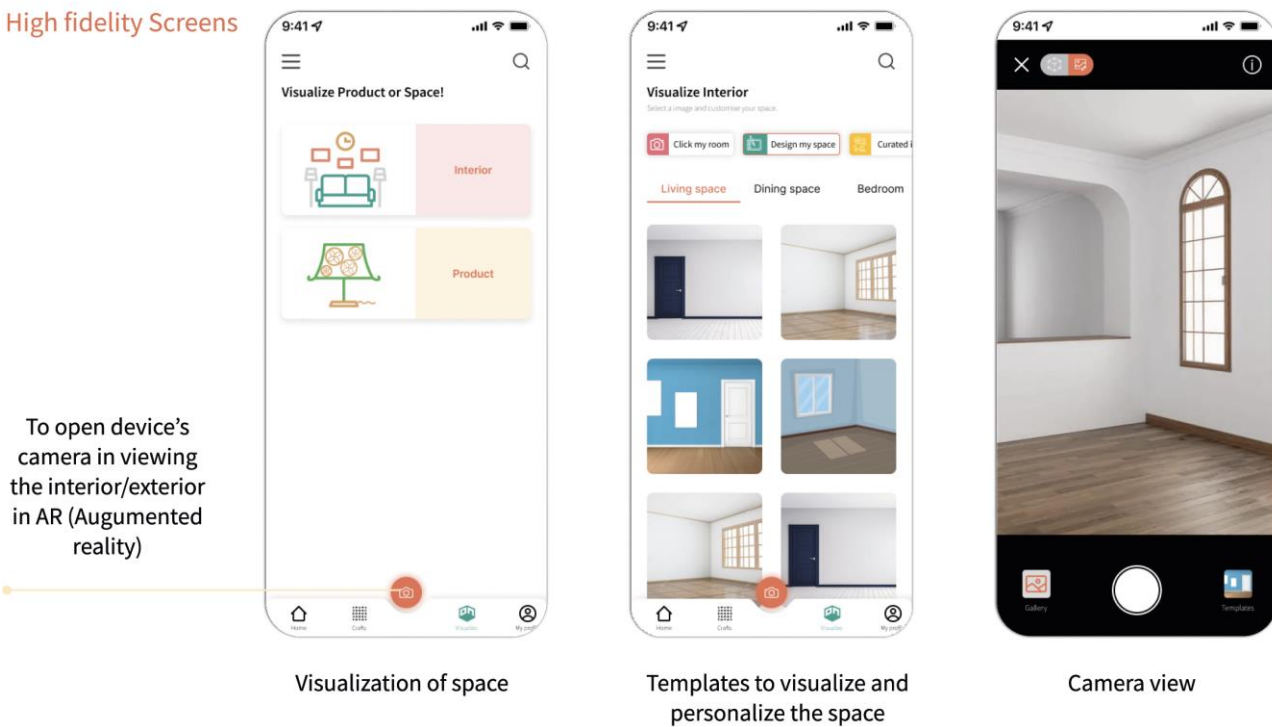 High fidelity Screens
9:41
Visualize Product or Space!
Interior
Product
Home
Crafts
Visualize
My profi
To open device's
camera in viewing
the interior/exterior
in AR (Augumented
reality)
Visualization of space
9:41
Visualize Interior
Select a image and customise your space.
Click my room
Design my space
Curated i
Living space
Dining space
Bedroom
Home
Crafts
Visualize
My profi
Templates to visualize and
personalize the space
9:41
Gallery
Templates
Camera view